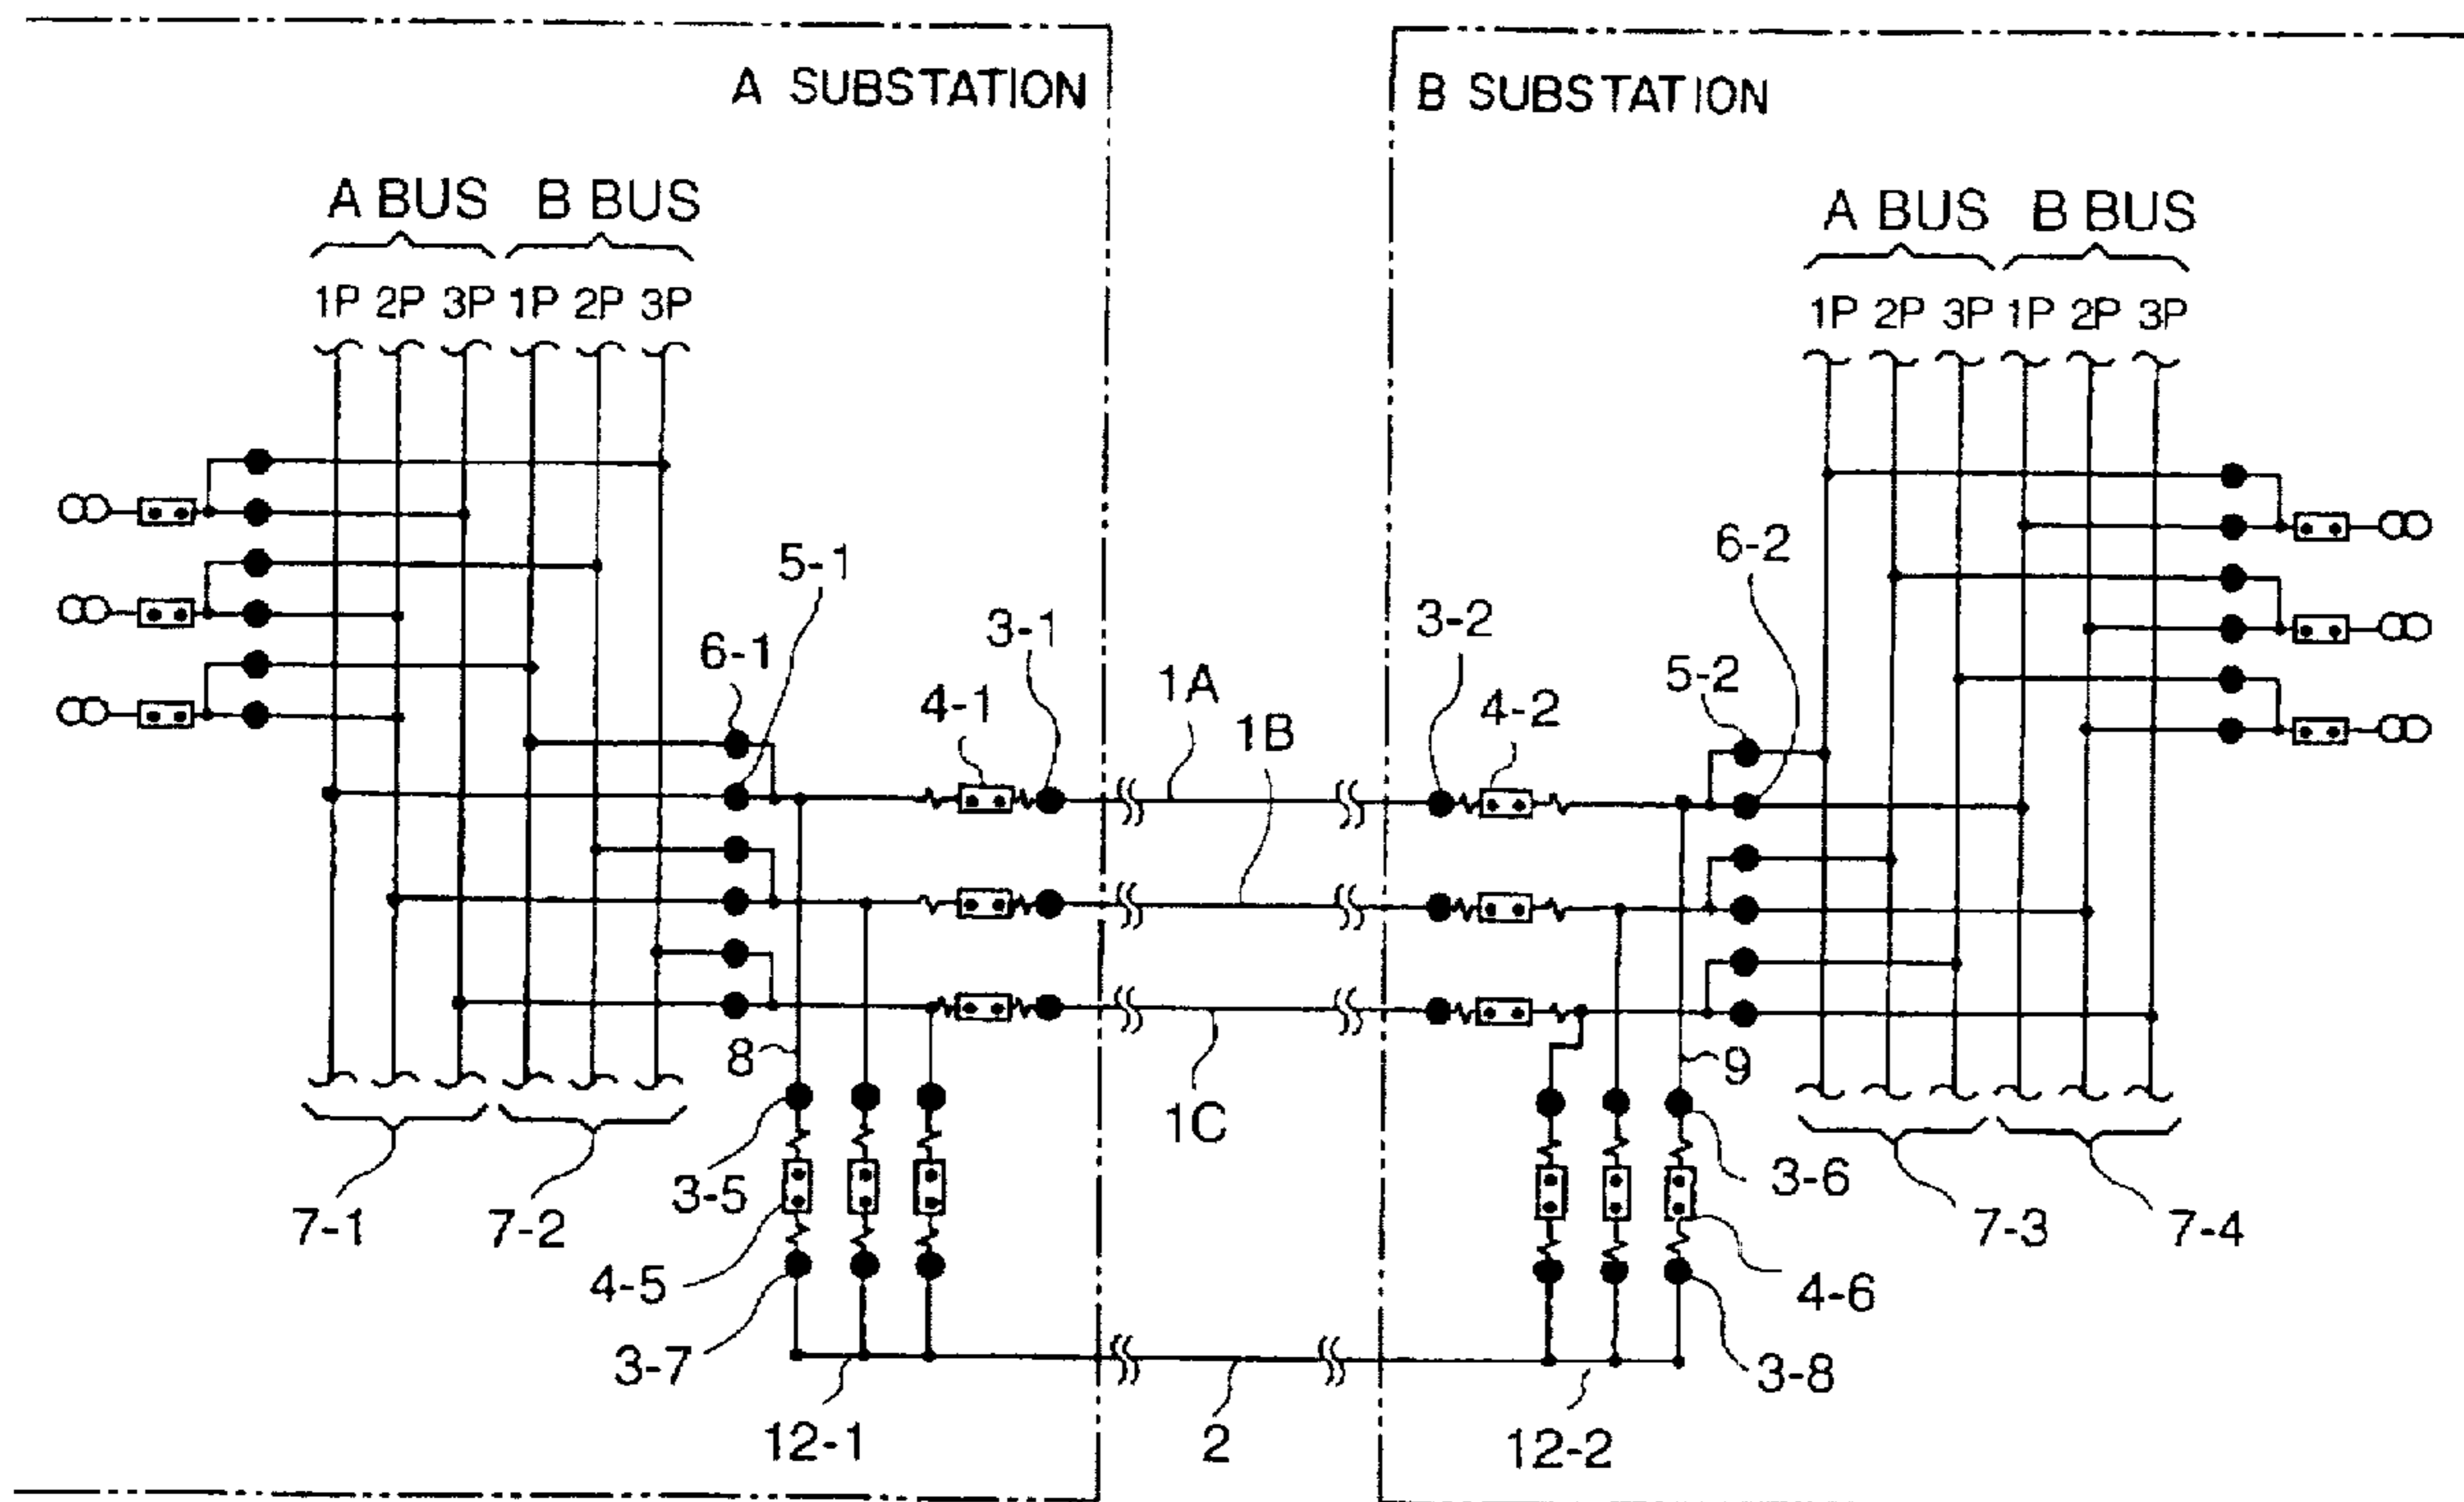 A SUBSTATION
B SUBSTATION
A BUS B BUS
A BUS B BUS
1P 2P 3P 1P 2P 3P
1P 2P 3P 1P 2P 3P
5-1
6-2
6-1
3-1
3-2
5-2
4-1
1A
4-2
1B
8
9
1C
3-5
3-6
7-1
7-2
7-3
7-4
4-5
4-6
3-7
3-8
12-1
2
12-2